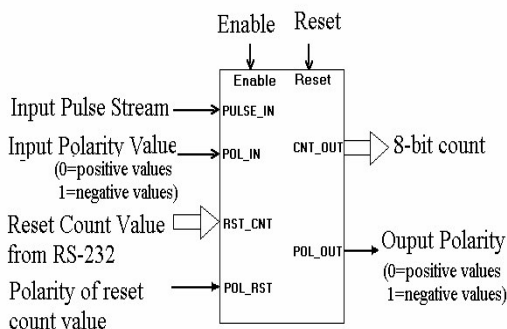 Enable Reset
Enable Reset
Input Pulse Stream
PULSE_IN
Input Polarity Value
(0=positive values
1=negative values)
POL_IN
CNT_OUT
8-bit count
Reset Count Value
from RS-232
RST_CNT
POL_OUT
Ouput Polarity
(0=positive values
1=negative values)
Polarity of reset
count value
POL_RST